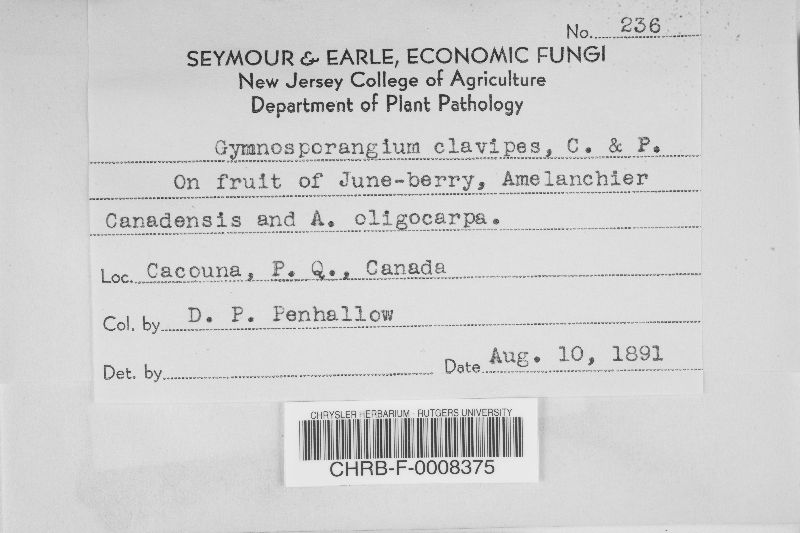 No. 236
SEYMOUR & EARLE, ECONOMIC FUNGI
New Jersey College of Agriculture
Department of Plant Pathology
Gymnosporangium clavipes, C. & P.
On fruit of June-berry, Amelanchier
Canadensis and A. oligocarpa.
Loc. Cacouna, P. Q., Canada
Col. by D. P. Penhallow
Det. by Date Aug. 10, 1891
CHRYSLER HERBARIUM - RUTGERS UNIVERSITY
CHRB-F-0008375